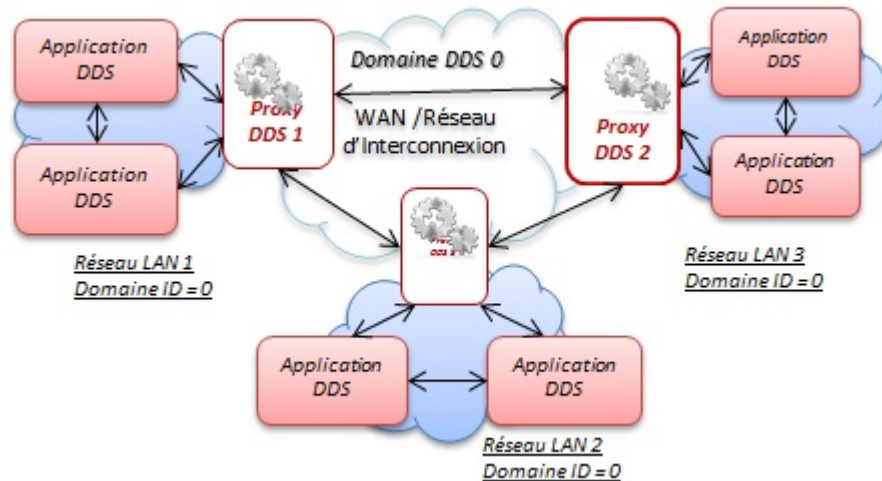 Application
DDS
Application
DDS
Proxy
DDS 1
Domaine DDS 0
WAN /Réseau
d'Interconnexion
Proxy
DDS 2
Application
DDS
Application
DDS
Réseau LAN 1
Domaine ID = 0
DDS
Réseau LAN 3
Domaine ID = 0
Application
DDS
Application
DDS
Réseau LAN 2
Domaine ID = 0